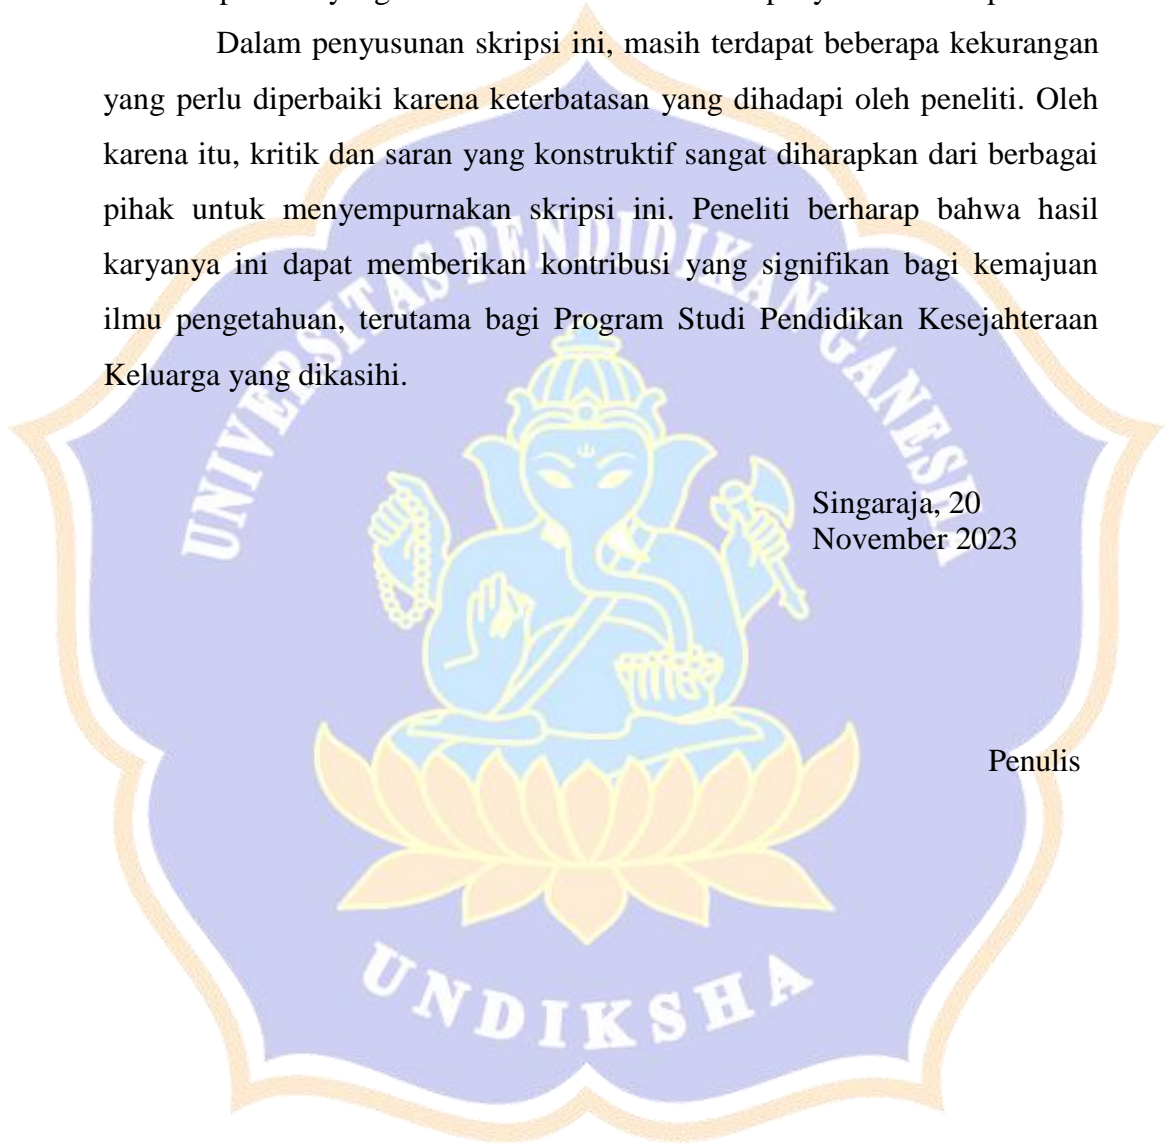 Dalam penyusunan skripsi ini, masih terdapat beberapa kekurangan
yang perlu diperbaiki karena keterbatasan yang dihadapi oleh peneliti. Oleh
karena itu, kritik dan saran yang konstruktif sangat diharapkan dari berbagai
pihak untuk menyempurnakan skripsi ini. Peneliti berharap bahwa hasil
karyanya ini dapat memberikan kontribusi yang signifikan bagi kemajuan
ilmu pengetahuan, terutama bagi Program Studi Pendidikan Kesejahteraan
Keluarga yang dikasihi.
UNIVERSITAS PENDIDIKAN GANESHA
Singaraja, 20
November 2023
Penulis
UNDIKSHA